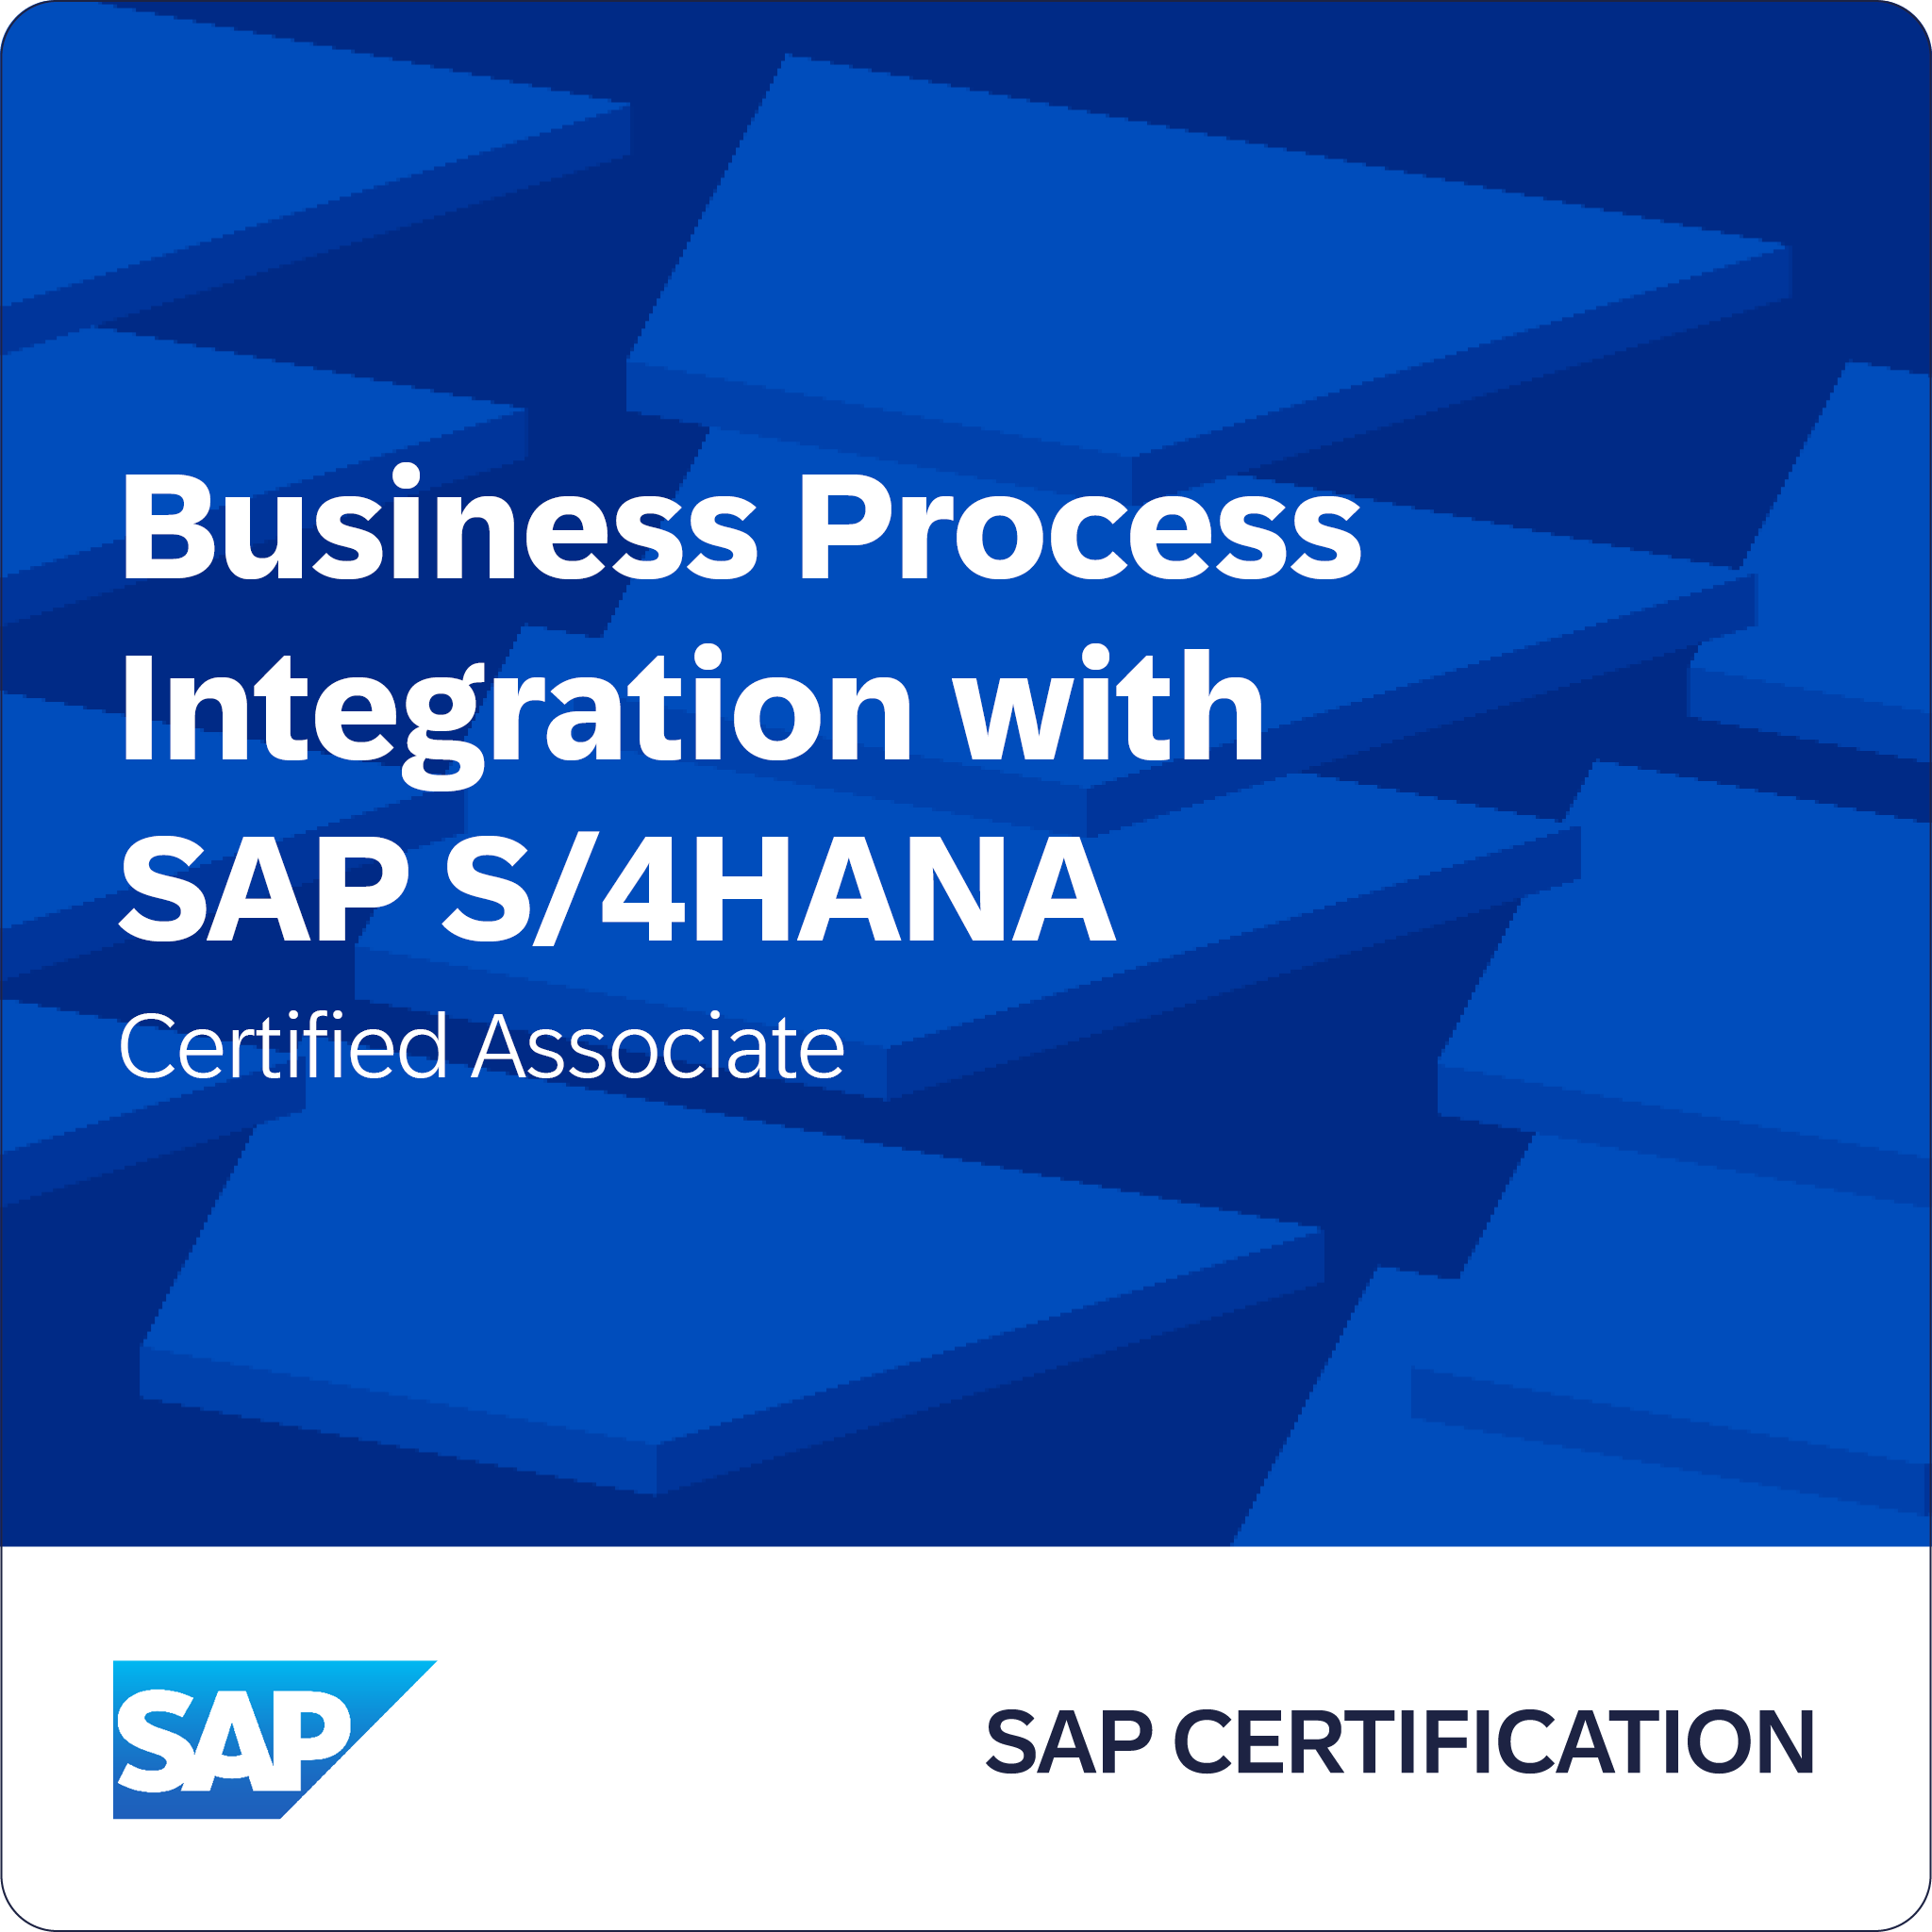 Business Process
Integration with
SAP S/4HANA
Certified Associate
SAP
SAP CERTIFICATION